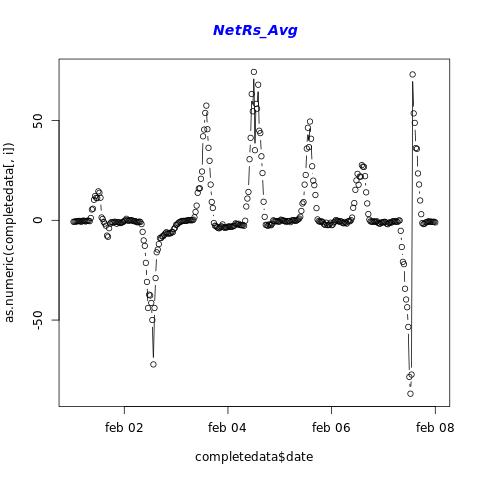 NetRs_Avg
as.numeric(completedata[, i])
50
0
-50
feb 02
feb 04
feb 06
feb 08
completedata$date